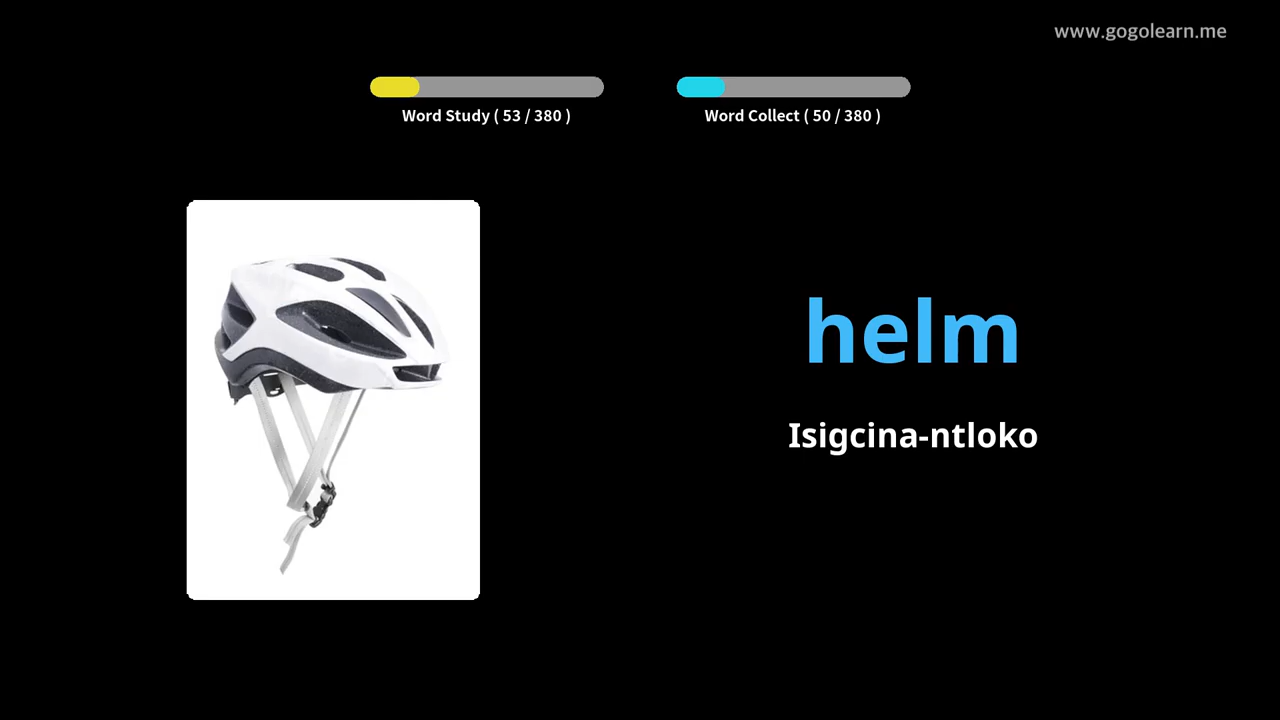 www.gogolearn.me
Word Study ( 53 / 380 )
Word Collect ( 50 / 380 )
helm
Isigcina-ntloko